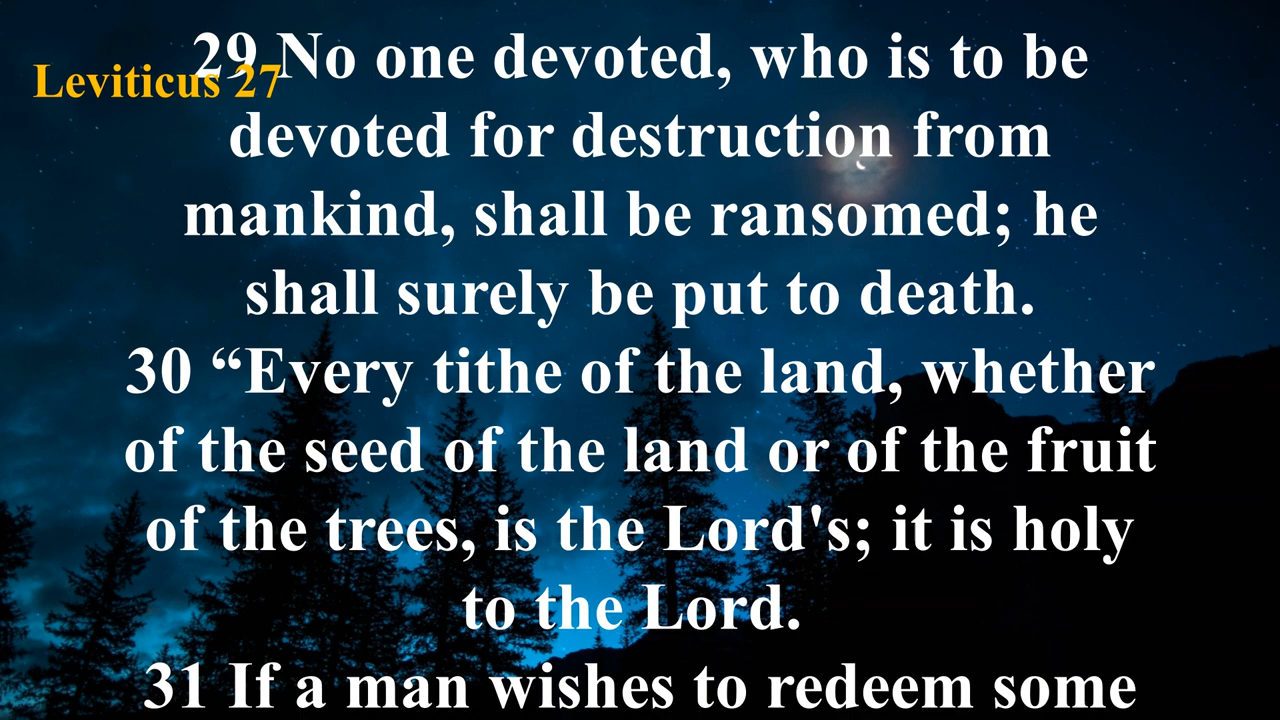 Leviticus 27
29 No one devoted, who is to be
devoted for destruction from
mankind, shall be ransomed; he
shall surely be put to death.
30 “Every tithe of the land, whether
of the seed of the land or of the fruit
of the trees, is the Lord's; it is holy
to the Lord.
31 If a man wishes to redeem some